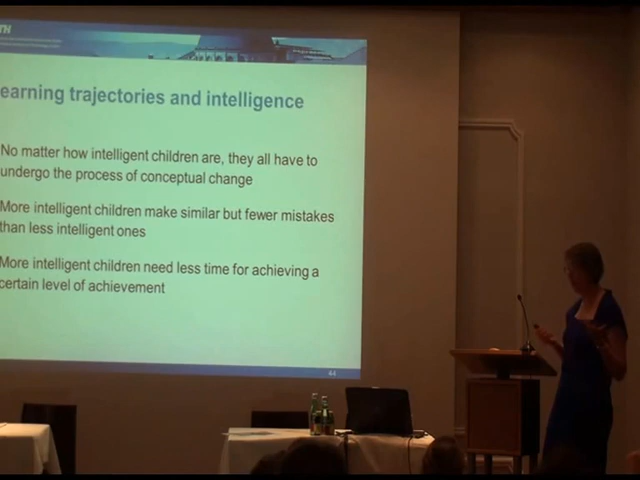 TH
earning trajectories and intelligence
No matter how intelligent children are, they all have to
undergo the process of conceptual change
More intelligent children make similar but fewer mistakes
than less intelligent ones
More intelligent children need less time for achieving a
certain level of achievement
44